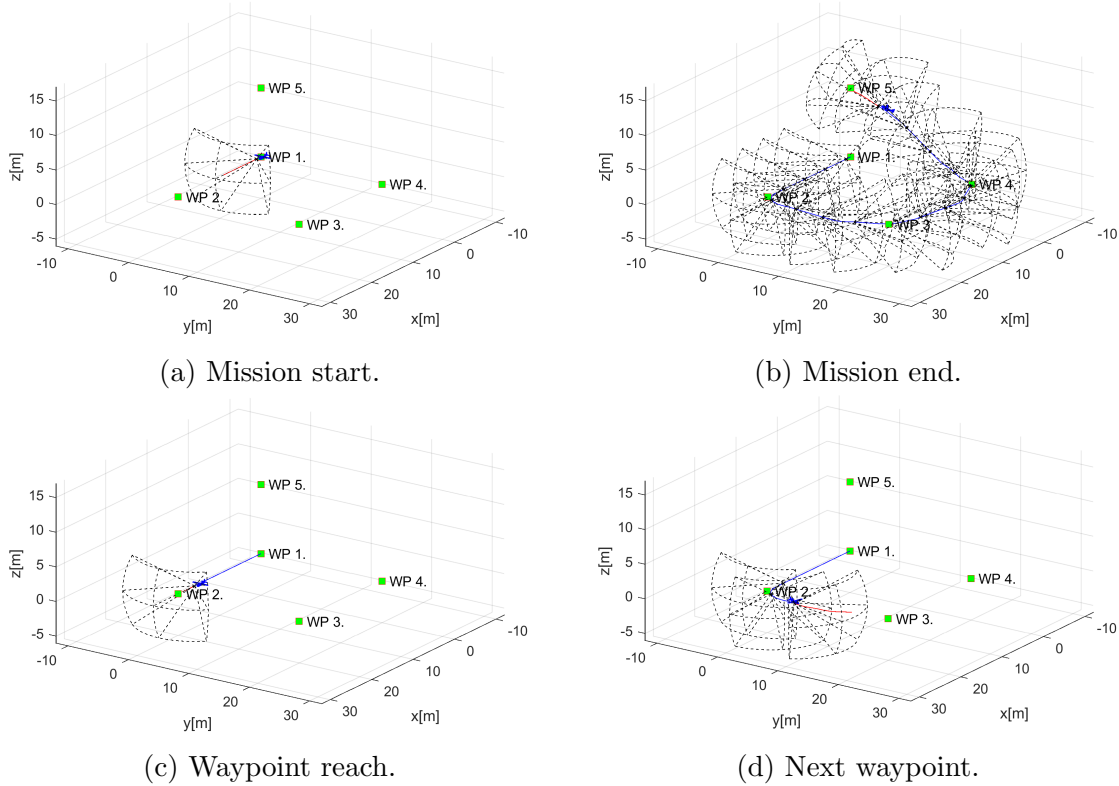 15
10
5
0
-5
z[m]
-10
0
10
20
30
y[m]
30
20
10
0
-10
x[m]
WP 5.
WP 1.
WP 2.
WP 4.
WP 3.
(a) Mission start.
15
10
5
0
-5
z[m]
-10
0
10
20
30
y[m]
30
20
10
0
-10
x[m]
WP 5.
WP 1.
WP 2.
WP 4.
WP 3.
(b) Mission end.
15
10
5
0
-5
z[m]
-10
0
10
20
30
y[m]
30
20
10
0
-10
x[m]
WP 5.
WP 1.
WP 2.
WP 4.
WP 3.
(c) Waypoint reach.
15
10
5
0
-5
z[m]
-10
0
10
20
30
y[m]
30
20
10
0
-10
x[m]
WP 5.
WP 1.
WP 2.
WP 4.
WP 3.
(d) Next waypoint.